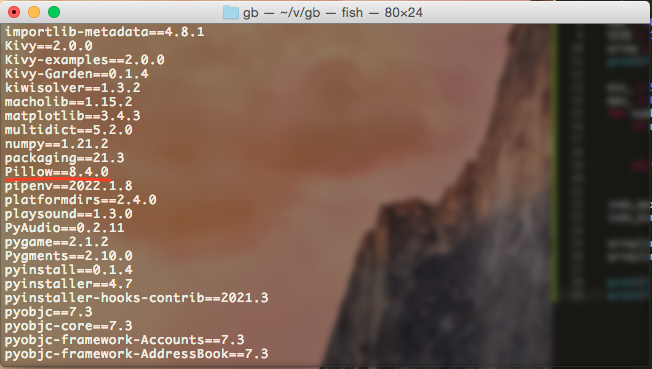 gb — ~/v/gb — fish — 80×24
importlib-metadata==4.8.1
Kivy==2.0.0
Kivy-examples==2.0.0
Kivy-Garden==0.1.4
kiwisolver==1.3.2
macholib==1.15.2
matplotlib==3.4.3
multidict==5.2.0
numpy==1.21.2
packaging==21.3
Pillow==8.4.0
pipenv==2022.1.8
platformdirs==2.4.0
playsound==1.3.0
PyAudio==0.2.11
pygame==2.1.2
Pygments==2.10.0
pyinstall==0.1.4
pyinstaller==4.7
pyinstaller-hooks-contrib==2021.3
pyobjc==7.3
pyobjc-core==7.3
pyobjc-framework-Accounts==7.3
pyobjc-framework-AddressBook==7.3